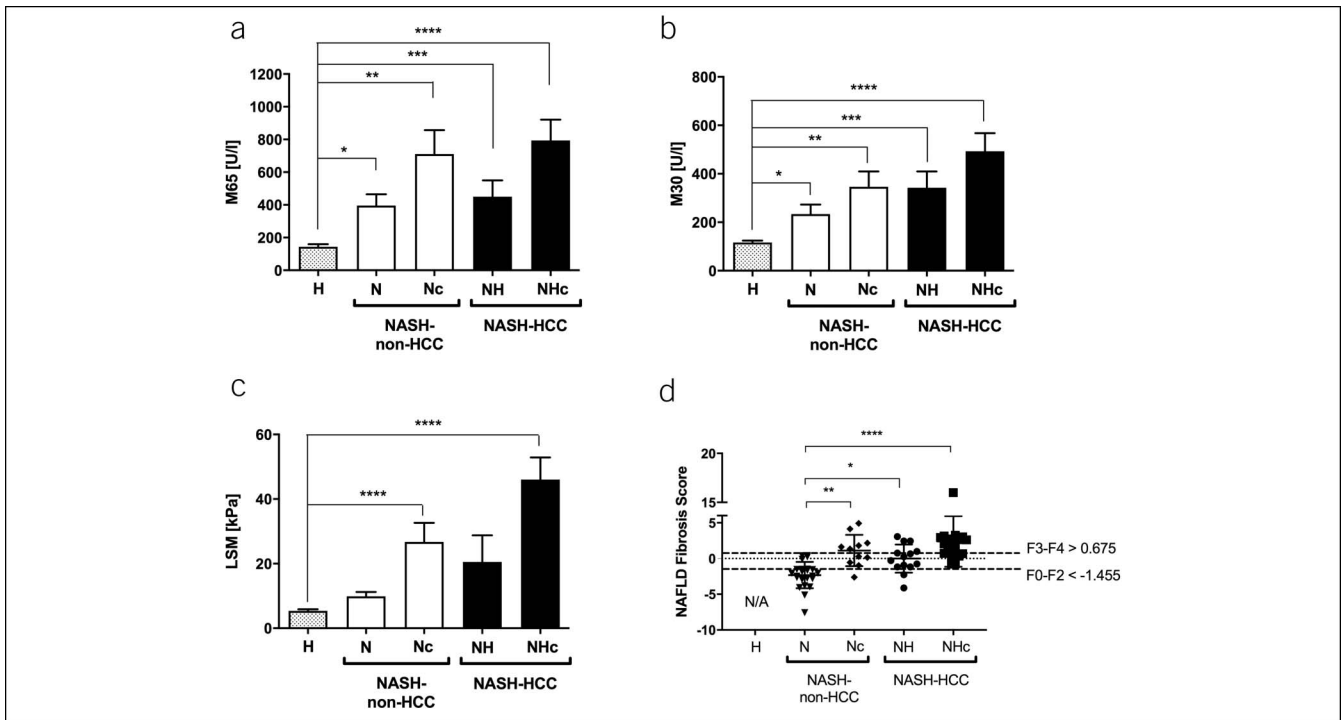 a
****
***
**
*
1200
1000
800
600
400
200
0
M65 [U/l]
H N Nc NH NHc
NASH-
non-HCC
NASH-HCC
b
****
***
**
*
800
600
400
200
0
M30 [U/l]
H N Nc NH NHc
NASH-
non-HCC
NASH-HCC
c
****
****
60
40
20
0
LSM [kPa]
H N Nc NH NHc
NASH-
non-HCC
NASH-HCC
d
****
*
**
20
15
5
0
-5
-10
NAFLD Fibrosis Score
F3-F4 > 0.675
F0-F2 < -1.455
N/A
H N Nc NH NHc
NASH-
non-HCC
NASH-HCC